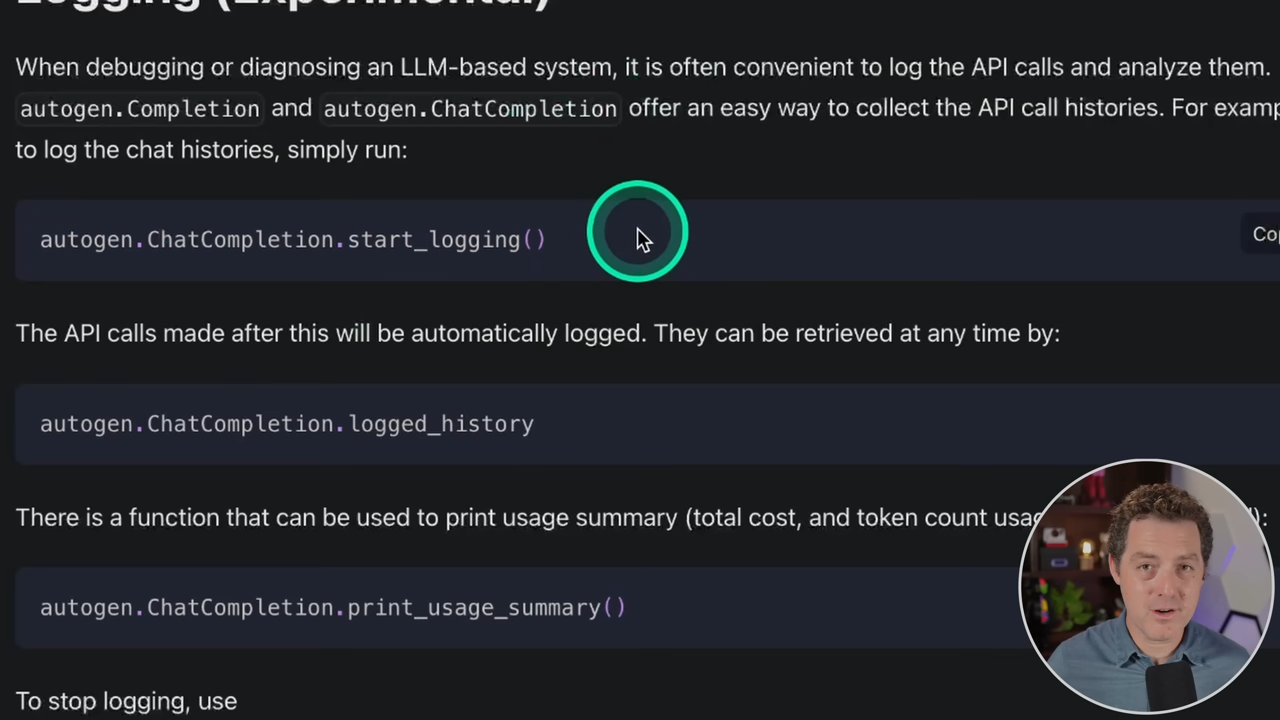 Logging (Experimental)
When debugging or diagnosing an LLM-based system, it is often convenient to log the API calls and analyze them.
autogen.Completion and autogen.ChatCompletion offer an easy way to collect the API call histories. For examp
to log the chat histories, simply run:
autogen.ChatCompletion.start_logging()
Cop
The API calls made after this will be automatically logged. They can be retrieved at any time by:
autogen.ChatCompletion.logged_history
There is a function that can be used to print usage summary (total cost, and token count usag ):
autogen.ChatCompletion.print_usage_summary()
To stop logging, use